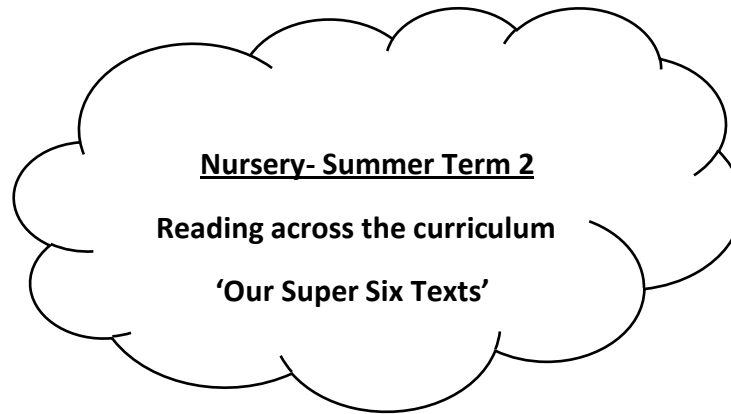 Nursery- Summer Term 2
Reading across the curriculum
‘Our Super Six Texts’